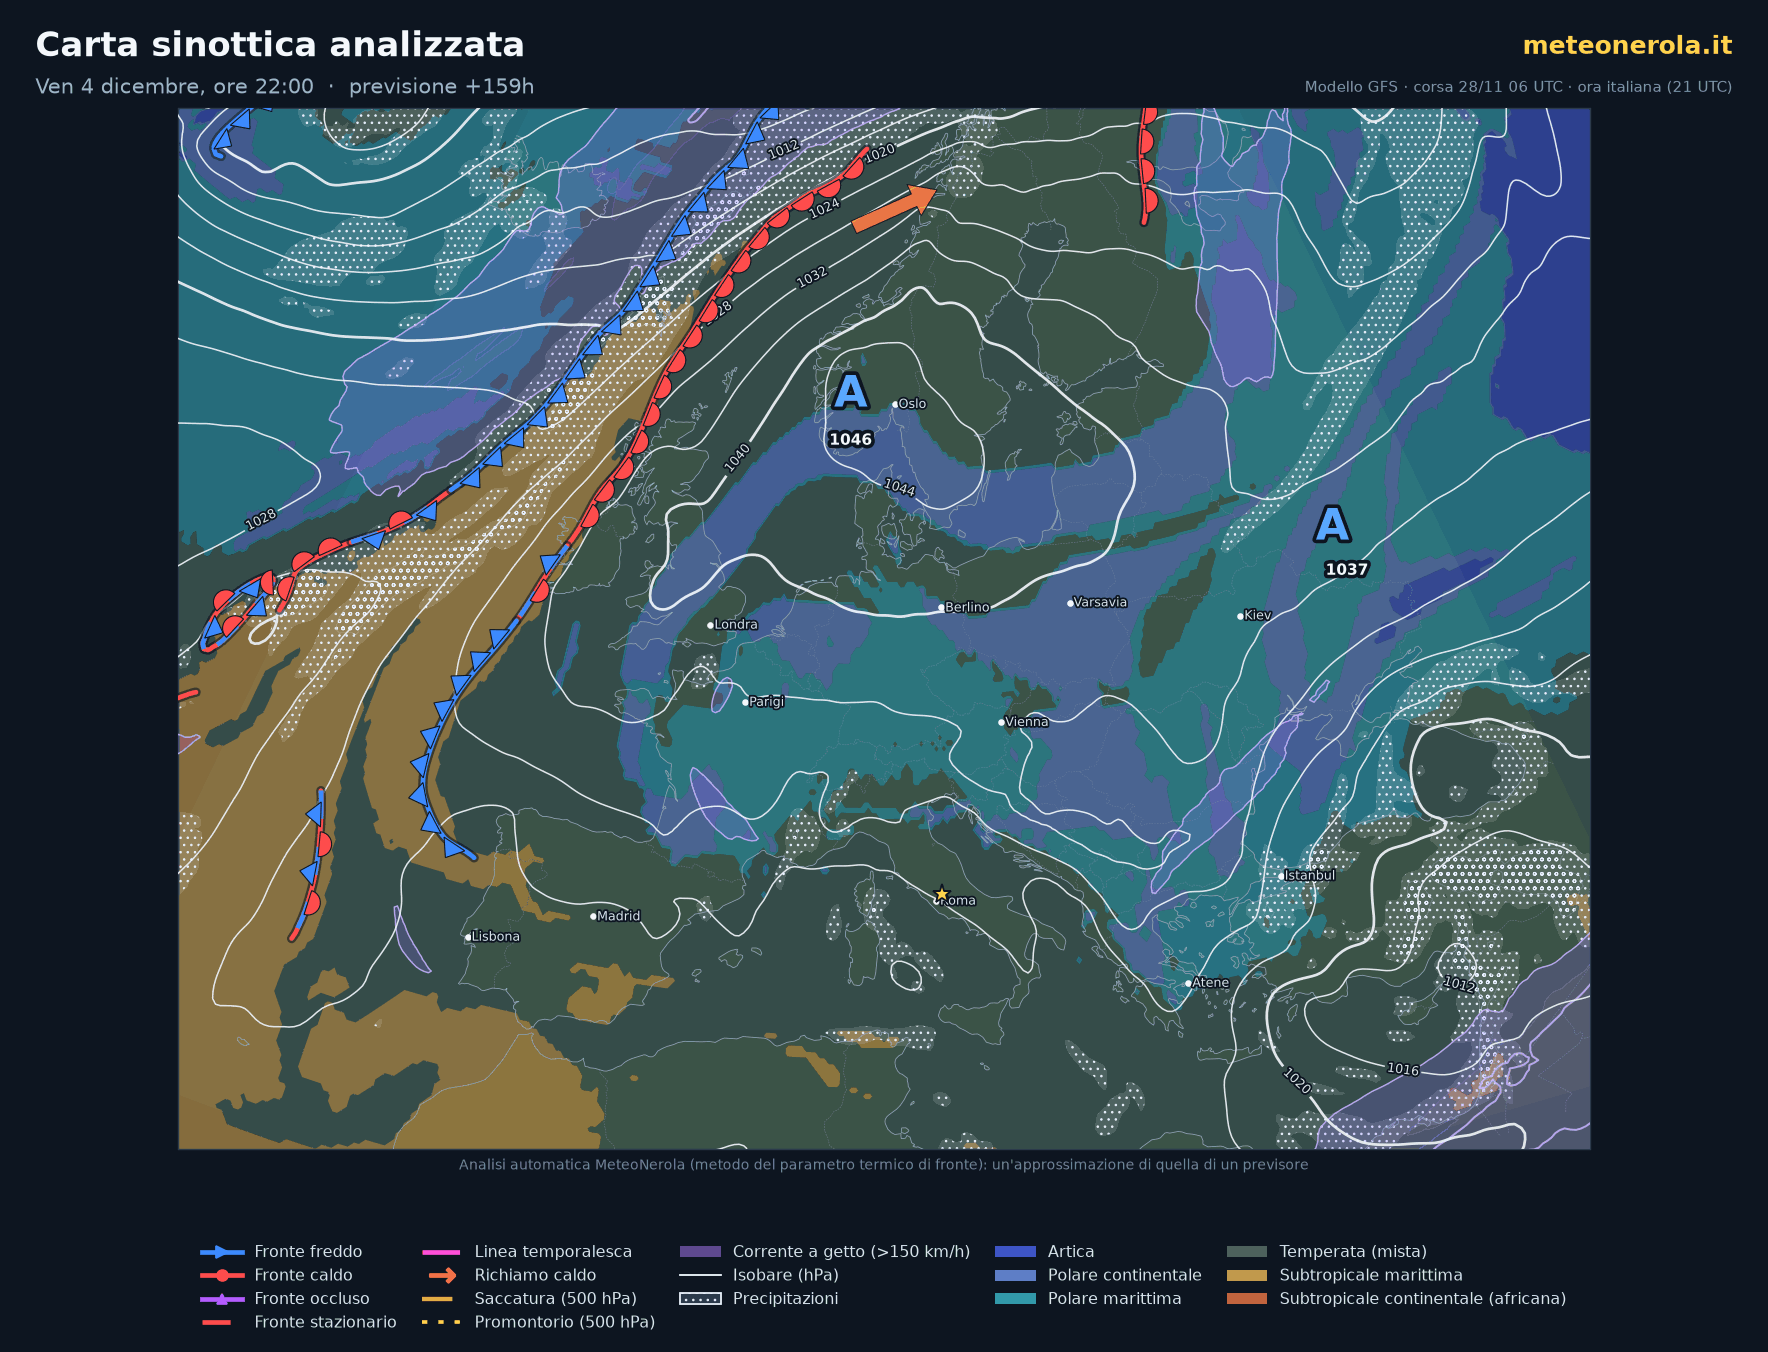 Carta sinottica analizzata
meteonerola.it
Ven 4 dicembre, ore 22:00 · previsione +159h
Modello GFS · corsa 28/11 06 UTC · ora italiana (21 UTC)
1012
1020
1024
1032
A
1046
Oslo
1040
1044
1028
A
1037
Berlino
Varsavia
Kiev
Londra
Parigi
Vienna
Istanbul
Roma
Madrid
Lisbona
Atene
1012
1016
1020
Analisi automatica MeteoNerola (metodo del parametro termico di fronte): un'approssimazione di quella di un previsore
Fronte freddo
Linea temporalesca
Corrente a getto (>150 km/h)
Artica
Temperata (mista)
Fronte caldo
Richiamo caldo
Isobare (hPa)
Polare continentale
Subtropicale marittima
Fronte occluso
Saccatura (500 hPa)
Precipitazioni
Polare marittima
Subtropicale continentale (africana)
Fronte stazionario
Promontorio (500 hPa)